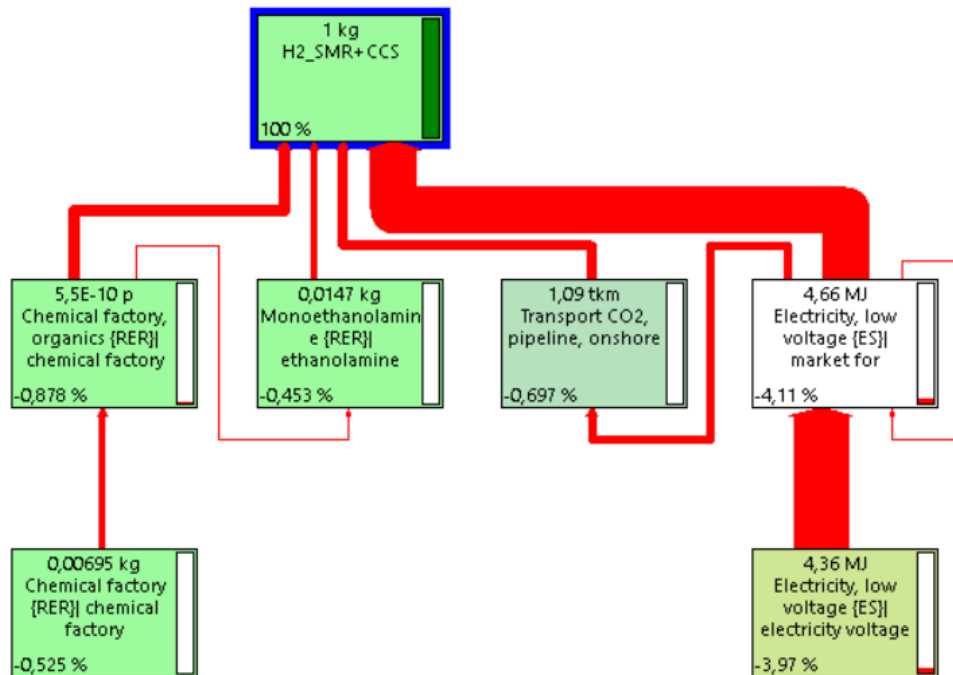 1 kg
H2_SMR+ CCS
100 %
5,5E-10 p
Chemical factory,
organics {RER}|
chemical factory
-0,878 %
0,0147 kg
Monoethanolamin
e {RER}|
ethanolamine
-0,453 %
1,09 tkm
Transport CO2,
pipeline, onshore
-0,697 %
4,66 MJ
Electricity, low
voltage {ES}|
market for
-4,11 %
0,00695 kg
Chemical factory
{RER}| chemical
factory
-0,525 %
4,36 MJ
Electricity, low
voltage {ES}|
electricity voltage
-3,97 %